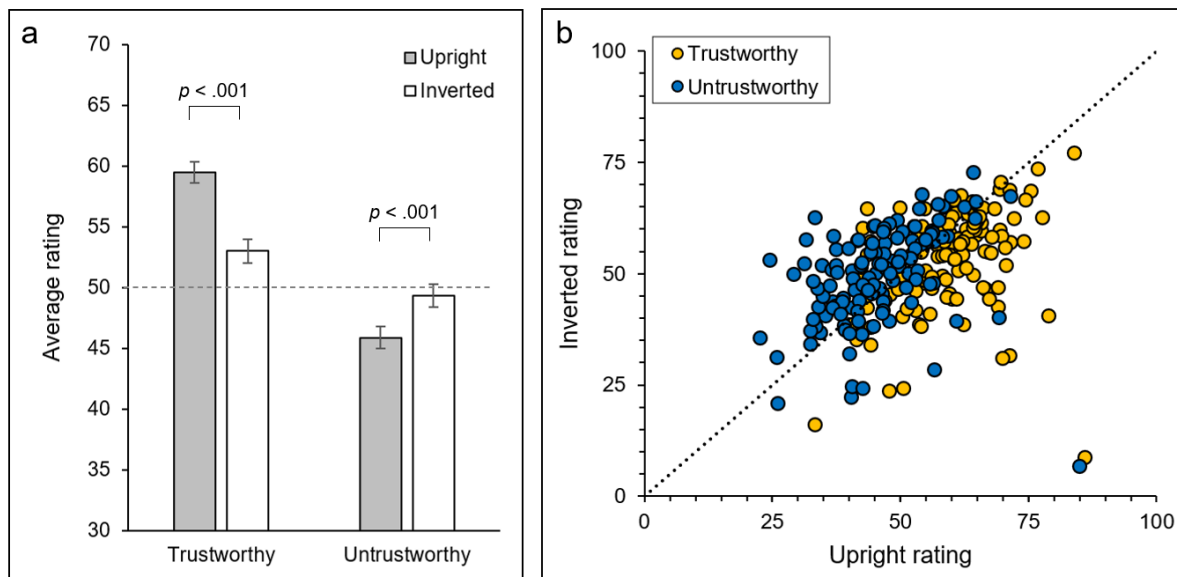 a
70
65
60
55
50
45
40
35
30
Average rating
Upright
Inverted
p < .001
p < .001
Trustworthy
Untrustworthy
b
Trustworthy
Untrustworthy
100
75
50
25
0
Inverted rating
0
25
50
75
100
Upright rating